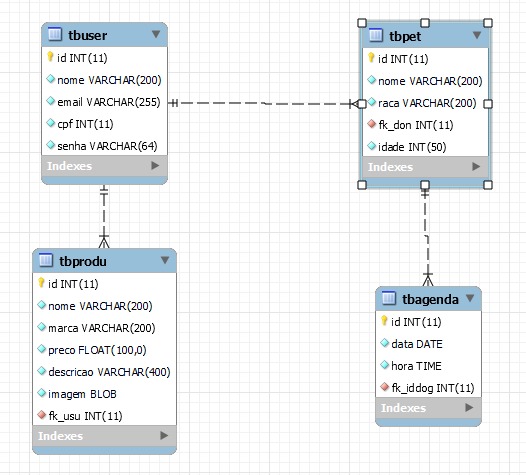 tbuser
id INT(11)
nome VARCHAR(200)
email VARCHAR(255)
cpf INT(11)
senha VARCHAR(64)
Indexes
tbpet
id INT(11)
nome VARCHAR(200)
raca VARCHAR(200)
fk_don INT(11)
idade INT(50)
Indexes
tbprodu
id INT(11)
nome VARCHAR(200)
marca VARCHAR(200)
preco FLOAT(100,0)
descricao VARCHAR(400)
imagem BLOB
fk_usu INT(11)
Indexes
tbagenda
id INT(11)
data DATE
hora TIME
fk_iddog INT(11)
Indexes